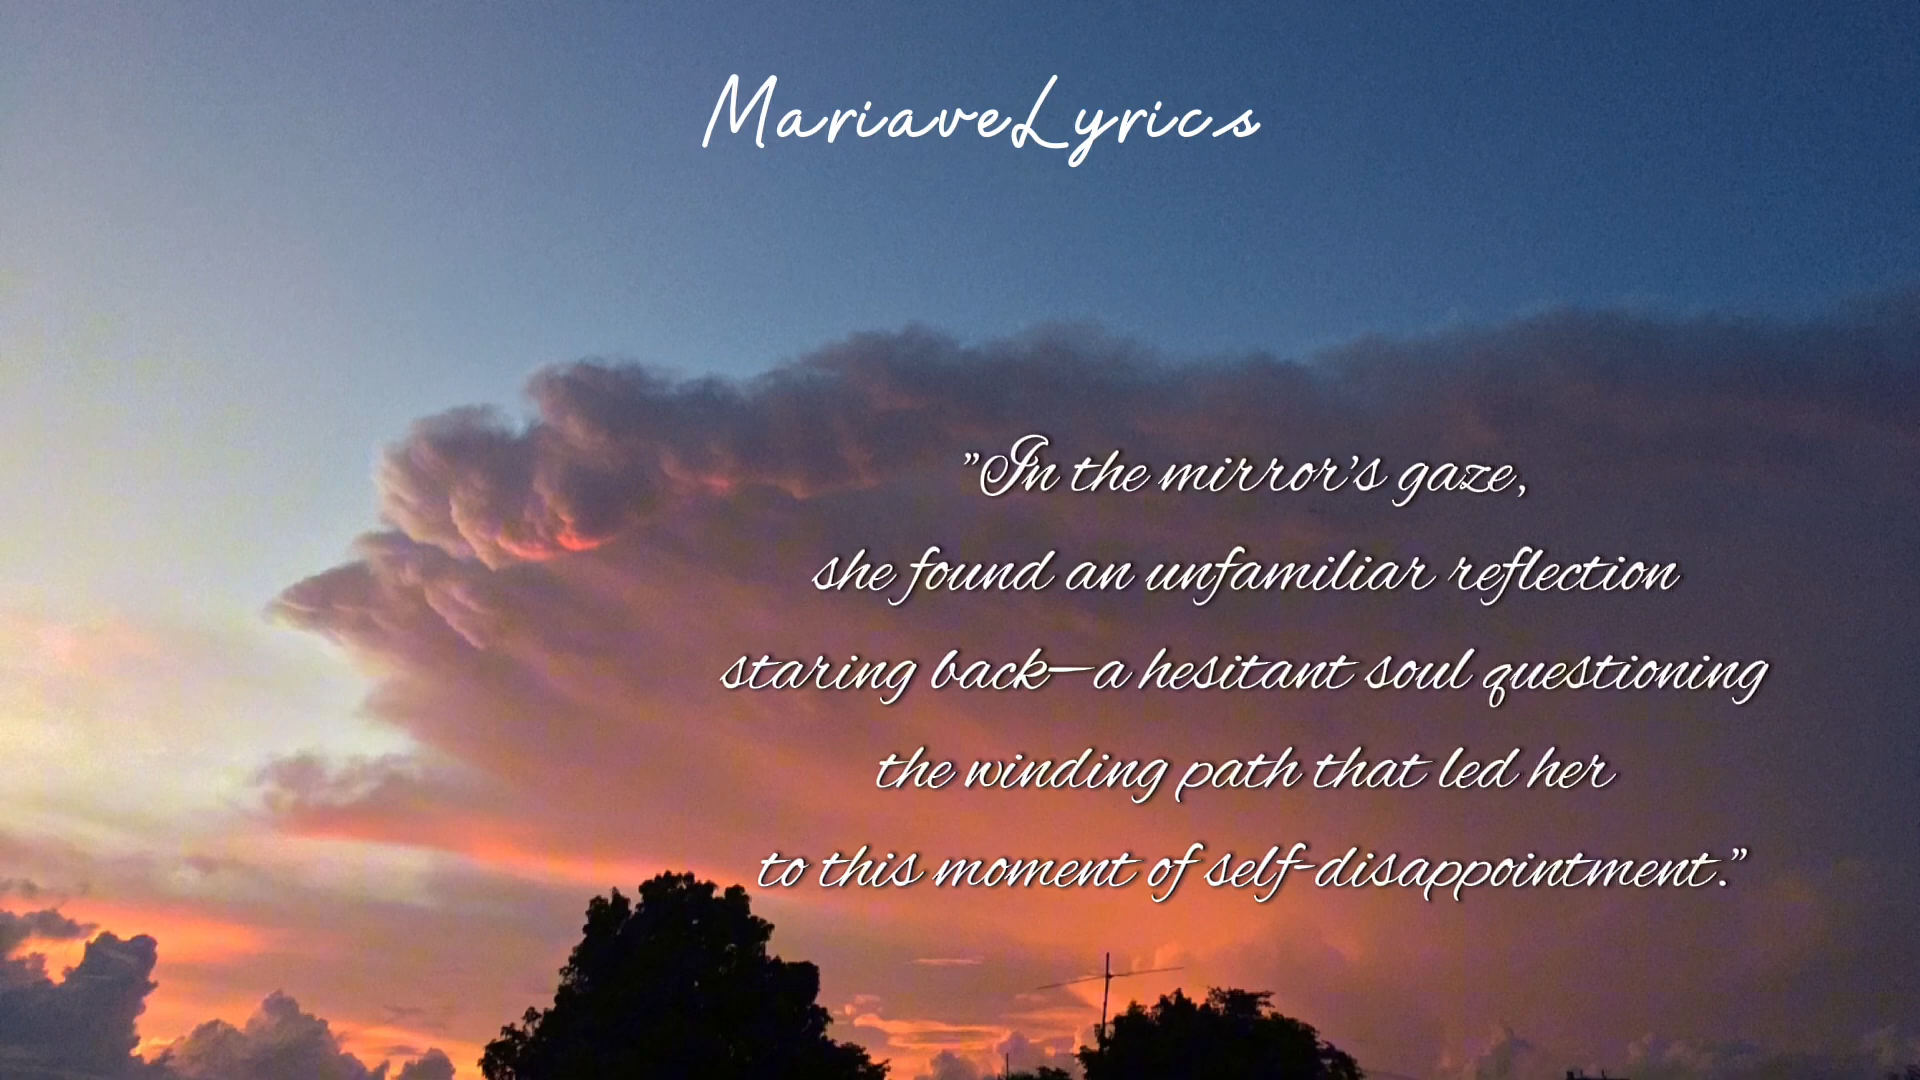 MariaveLyrics
"In the mirror's gaze,
she found an unfamiliar reflection
staring back—a hesitant soul questioning
the winding path that led her
to this moment of self-disappointment."